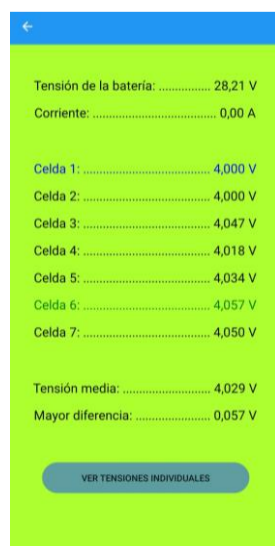 Tensión de la batería: ................ 28,21 V
Corriente: ...................................... 0,00 A
Celda 1: ....................................... 4,000 V
Celda 2: ....................................... 4,000 V
Celda 3: ....................................... 4,047 V
Celda 4: ....................................... 4,018 V
Celda 5: ....................................... 4,034 V
Celda 6: ....................................... 4,057 V
Celda 7: ....................................... 4,050 V
Tensión media: ......................... 4,029 V
Mayor diferencia: ....................... 0,057 V
VER TENSIONES INDIVIDUALES